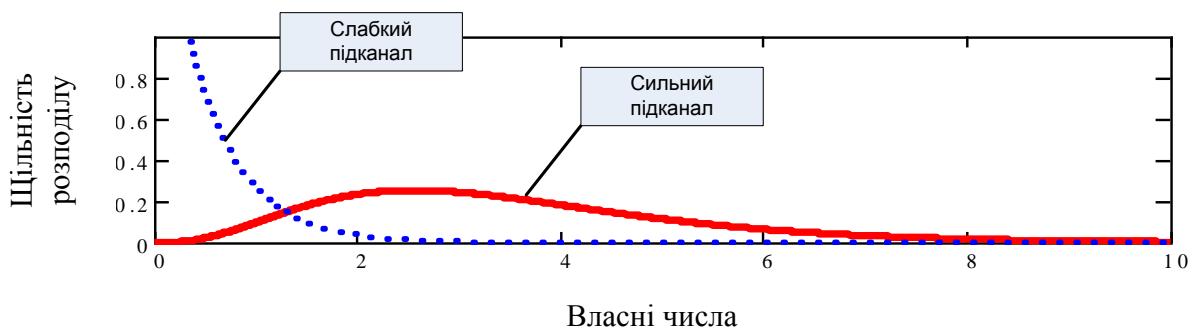 Слабкий
підканал
Сильний
підканал
Щільність
розподілу
0.8
0.6
0.4
0.2
0
0
2
4
6
8
10
Власні числа